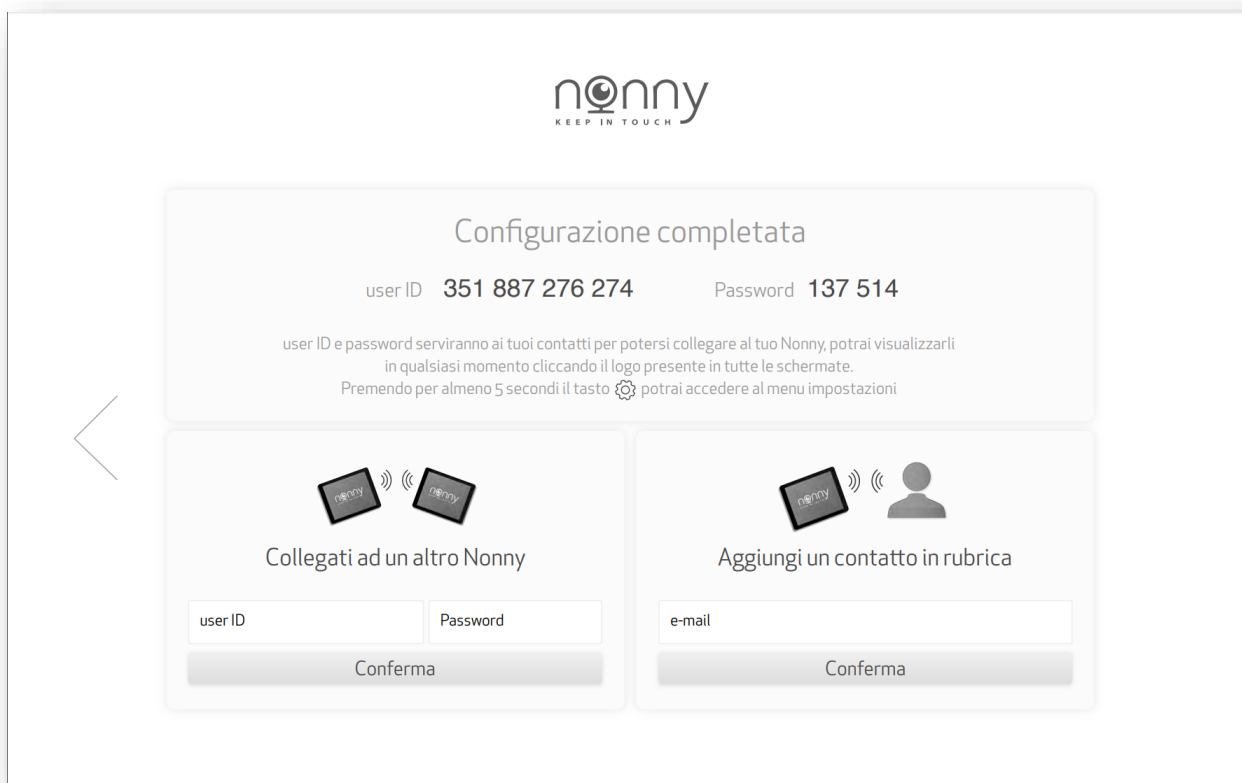 nonny
KEEP IN TOUCH
Configurazione completata
user ID 351 887 276 274 Password 137 514
user ID e password serviranno ai tuoi contatti per potersi collegare al tuo Nonny, potrai visualizzarli
in qualsiasi momento cliccando il logo presente in tutte le schermate.
Premendo per almeno 5 secondi il tasto potrai accedere al menu impostazioni
nonny nonny
Collegati ad un altro Nonny
user ID Password
Conferma
nonny
Aggiungi un contatto in rubrica
e-mail
Conferma